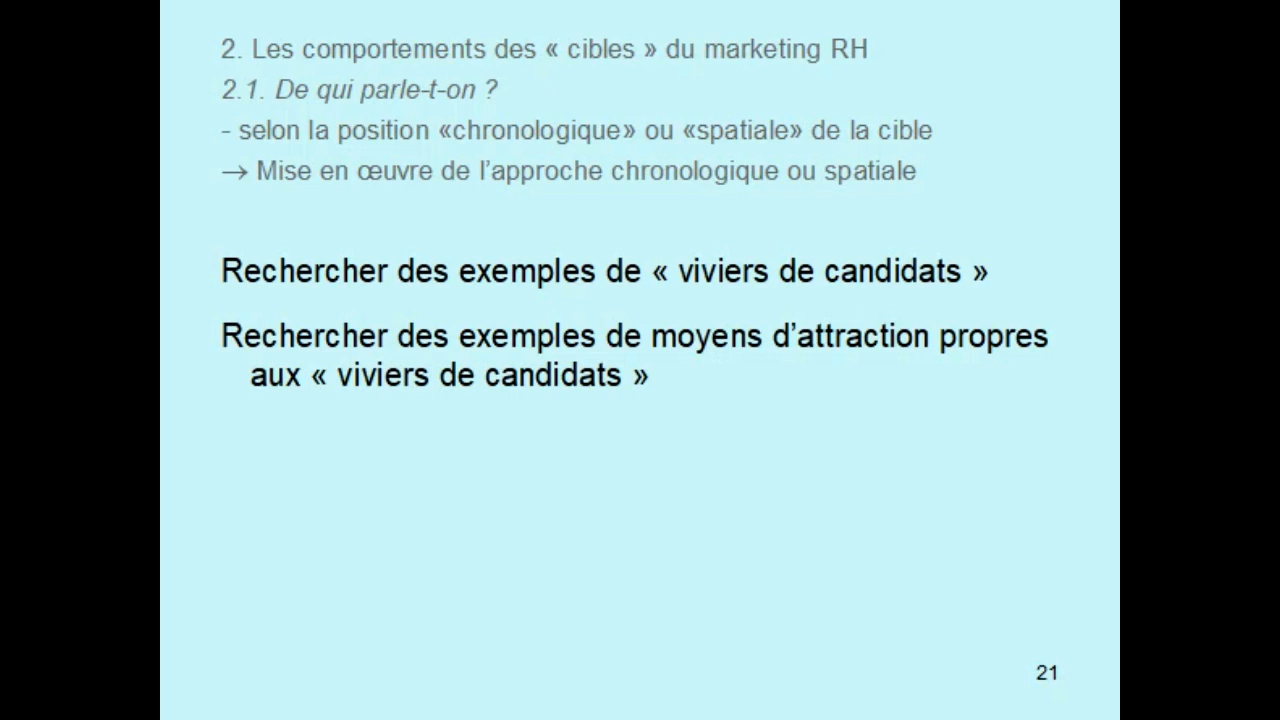 2. Les comportements des « cibles » du marketing RH
2.1. De qui parle-t-on ?
- selon la position «chronologique» ou «spatiale» de la cible
→ Mise en œuvre de l’approche chronologique ou spatiale
Rechercher des exemples de « viviers de candidats »
Rechercher des exemples de moyens d’attraction propres
aux « viviers de candidats »
21